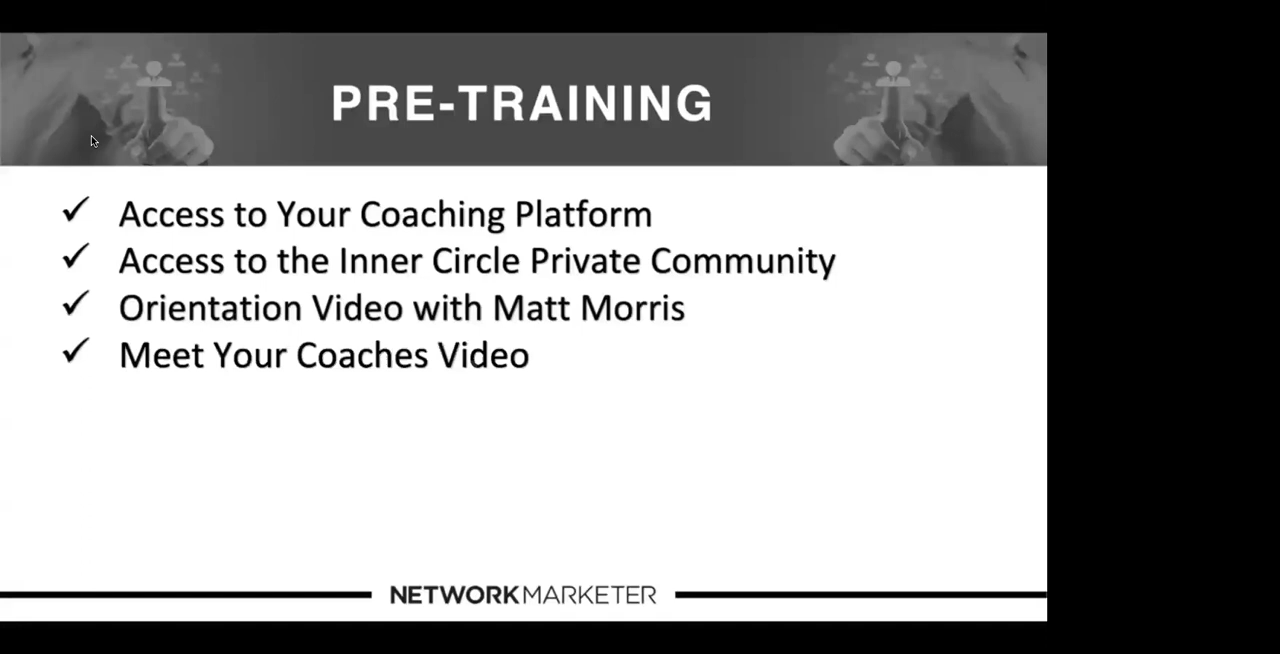 PRE-TRAINING
✓ Access to Your Coaching Platform
✓ Access to the Inner Circle Private Community
✓ Orientation Video with Matt Morris
✓ Meet Your Coaches Video
NETWORKMARKETER